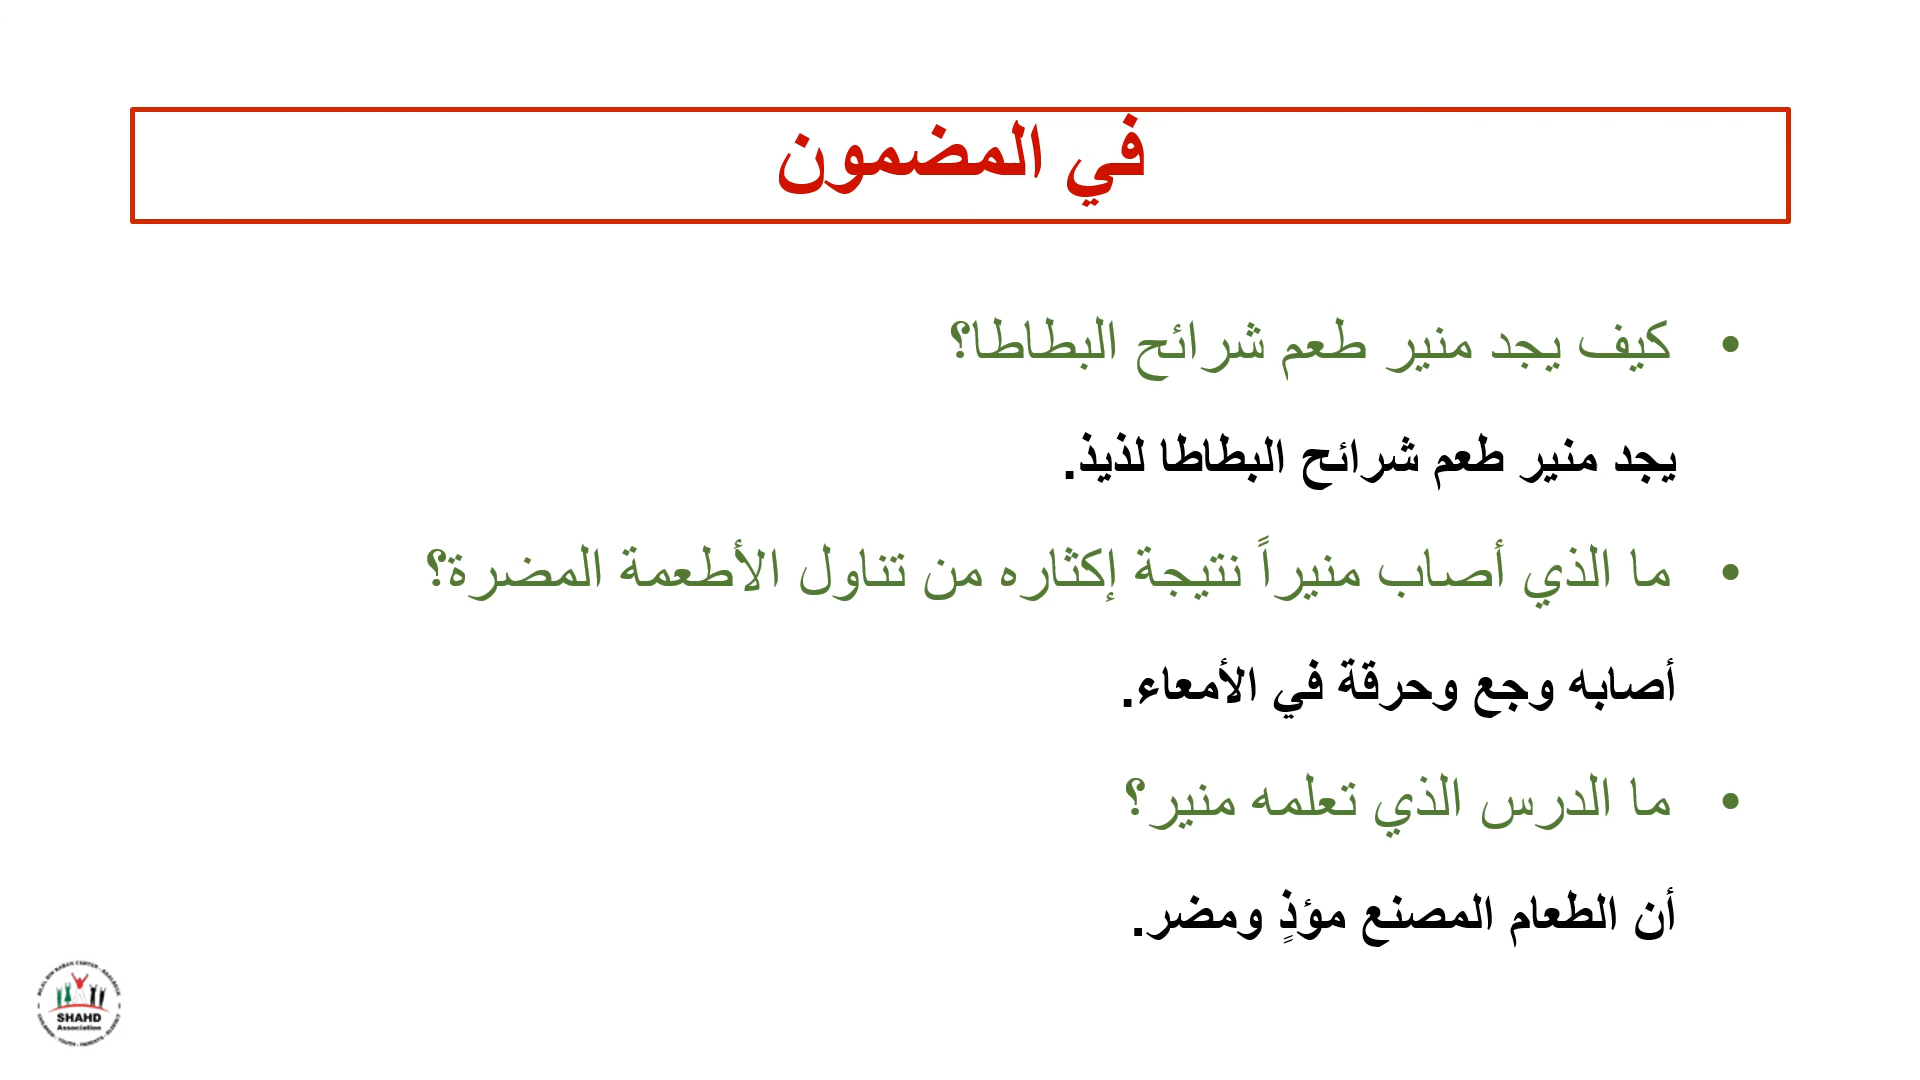 في المضمون
• كيف يجد منير طعم شرائح البطاطا؟
يجد منير طعم شرائح البطاطا لذيذ.
• ما الذي أصاب منيراً نتيجة إكثاره من تناول الأطعمة المضرة؟
أصابه وجع وحرقة في الأمعاء.
• ما الدرس الذي تعلمه منير؟
أن الطعام المصنع مؤذٍ ومضر.
SHAHD
Association